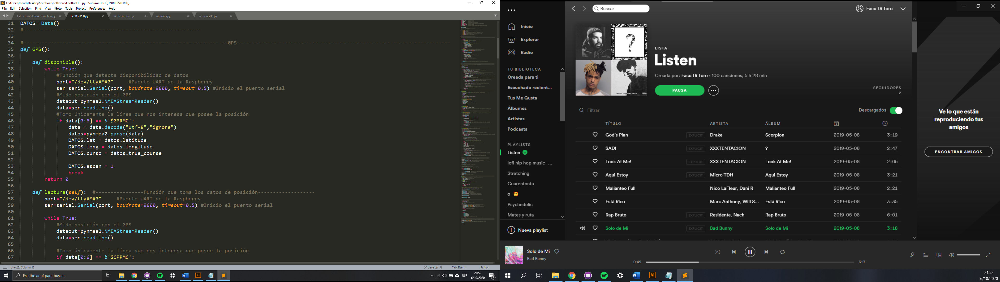 C:\Users\facud\Desktop\ecoboat\Software\EcoBoat1.0.py - Sublime Text (UNREGISTERED)
File Edit Selection Find View Goto Tools Project Preferences Help
EstructuraPilotoAutomatico.py EcoBoat1.0.py RedNeuronal.py motores.py sensoresUS.py
31 DATOS= Data()
32 #-----------------------------------------------------------
33
34 #--------------------------------------------------------------------GPS-----------------------------------------------------------------------
35 def GPS():
36
37 def disponible():
38 while True:
39 #Función que detecta disponibilidad de datos
40 port="/dev/ttyAMA0" #Puerto UART de la Raspberry
41 ser=serial.Serial(port, baudrate=9600, timeout=0.5) #Inicio el puerto serial
42 #Mido posición con el GPS
43 dataout=pynmea2.NMEAStreamReader()
44 data=ser.readline()
45 #Tomo únicamente la línea que nos interesa que posee la posición
46 if data[0:6] == b'$GPRMC':
47 data = data.decode("utf-8","ignore")
48 datos=pynmea2.parse(data)
49 DATOS.lat = datos.latitude
50 DATOS.long = datos.longitude
51 DATOS.curso = datos.true_course
52
53 DATOS.escan = 1
54 break
55 return 0
56
57 def lectura(self): #----------------Función que toma los datos de posición-------------------
58 port="/dev/ttyAMA0" #Puerto UART de la Raspberry
59 ser=serial.Serial(port, baudrate=9600, timeout=0.5) #Inicio el puerto serial
60
61 while True:
62 #Mido posición con el GPS
63 dataout=pynmea2.NMEAStreamReader()
64 data=ser.readline()
65
66 #Tomo únicamente la línea que nos interesa que posee la posición
67 if data[0:6] == b'$GPRMC':
Line 25, Column 13 develop 4 Tab Size: 4 Python
Escribe aquí para buscar
ESP
21:52
6/10/2020
2
Buscar
Facu Di Toro
Inicio
Explorar
Radio
TU BIBLIOTECA
Creada para ti
Escuchado recient...
Tus Me Gusta
Álbumes
Artistas
Podcasts
PLAYLISTS
Listen
lofi hip hop music -...
Stretching
Cuarentonta
o 🥰
Psychedelic
Mates y ruta
Nueva playlist
LISTA
Listen
Creada por: Facu Di Toro • 100 canciones, 5 h 28 min
PAUSA
SEGUIDORES
2
Filtrar
Descargados
TÍTULO ARTISTA ÁLBUM
God's Plan EXPLICIT Drake Scorpion 2019-05-08 3:19
SAD! EXPLICIT XXXTENTACION ? 2019-05-08 2:47
Look At Me! EXPLICIT XXXTENTACION Look At Me! 2019-05-08 2:06
Aqui Estoy EXPLICIT Micro TDH Aqui Estoy 2019-05-08 3:21
Malianteo Full Nico LaFleur, Dani R Malianteo Full 2019-05-08 2:21
Está Rico Marc Anthony, Will S... Está Rico 2019-05-08 3:35
Rap Bruto EXPLICIT Residente, Nach Rap Bruto 2019-05-08 6:01
Solo de Mi EXPLICIT Bad Bunny Solo de Mi 2019-05-08 3:18
Ve lo que están
reproduciendo tus
amigos
ENCONTRAR AMIGOS
Solo de Mi
Bad Bunny
0:49
3:17
21:52
6/10/2020